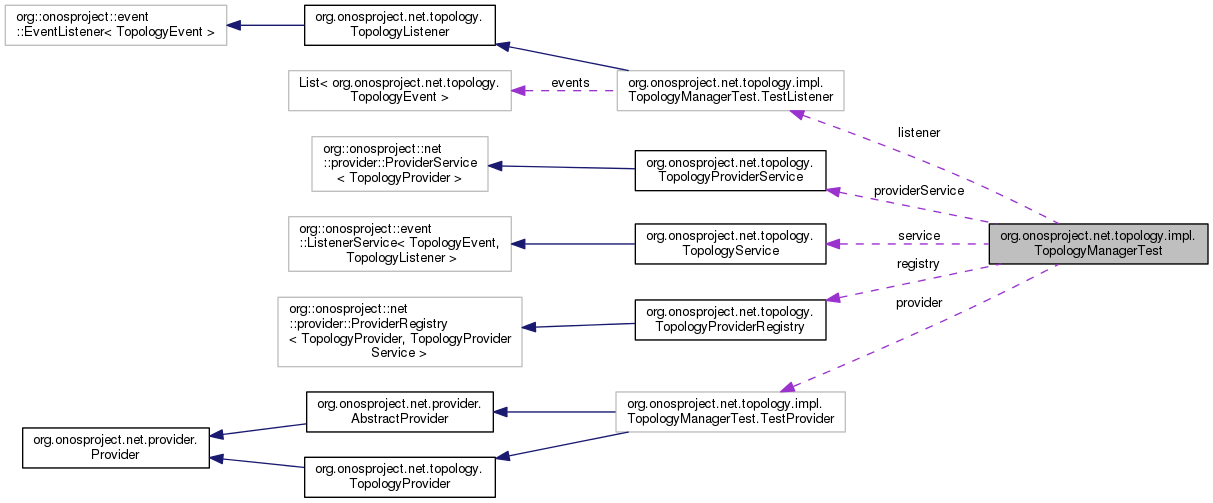 org::onosproject::event
::EventListener< TopologyEvent >
org.onosproject.net.topology.
TopologyListener
List< org.onosproject.net.topology.
TopologyEvent >
events
org.onosproject.net.topology.impl.
TopologyManagerTest.TestListener
listener
org::onosproject::net
::provider::ProviderService
< TopologyProvider >
org.onosproject.net.topology.
TopologyProviderService
providerService
org::onosproject::event
::ListenerService< TopologyEvent,
TopologyListener >
org.onosproject.net.topology.
TopologyService
service
org.onosproject.net.topology.impl.
TopologyManagerTest
registry
org::onosproject::net
::provider::ProviderRegistry
< TopologyProvider, TopologyProvider
Service >
org.onosproject.net.topology.
TopologyProviderRegistry
provider
org.onosproject.net.provider.
AbstractProvider
org.onosproject.net.topology.impl.
TopologyManagerTest.TestProvider
org.onosproject.net.provider.
Provider
org.onosproject.net.topology.
TopologyProvider